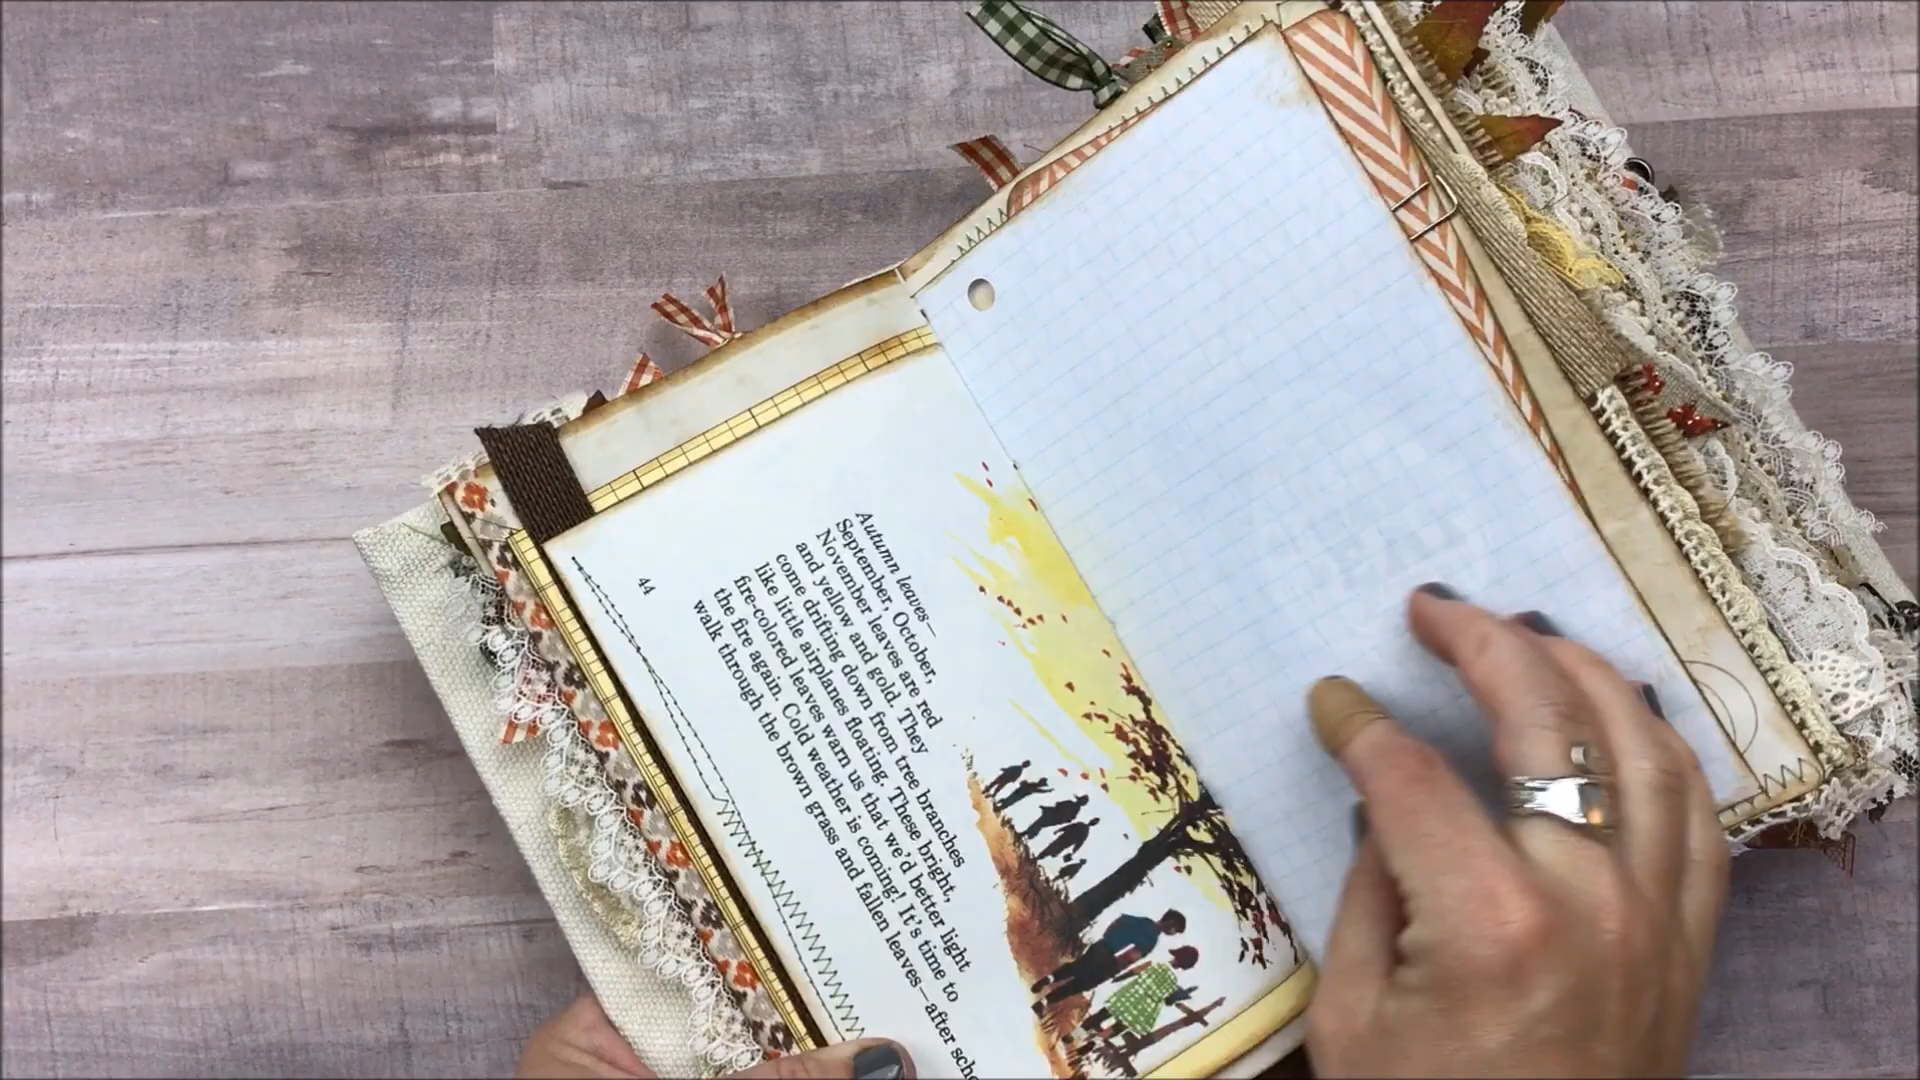 Autumn leaves—
September, October,
November leaves are red
and yellow and gold. They
come drifting down from tree branches
like little airplanes floating. These bright,
fire-colored leaves warn us that we'd better light
the fire again. Cold weather is coming! It's time to
walk through the brown grass and fallen leaves—after scho
44